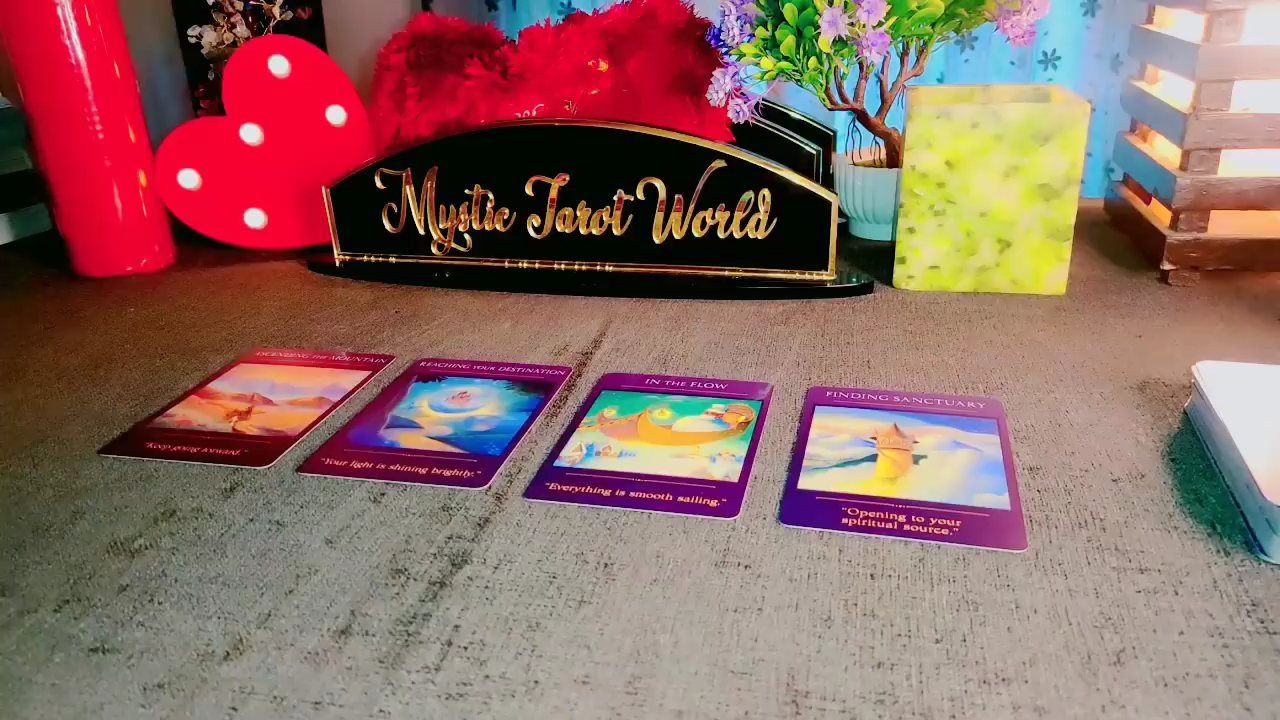 Mystic Tarot World
ASCENDING THE MOUNTAIN
"Keep going forward."
REACHING YOUR DESTINATION
"Your light is shining brightly."
IN THE FLOW
"Everything is smooth sailing."
FINDING SANCTUARY
"Opening to your
spiritual source."